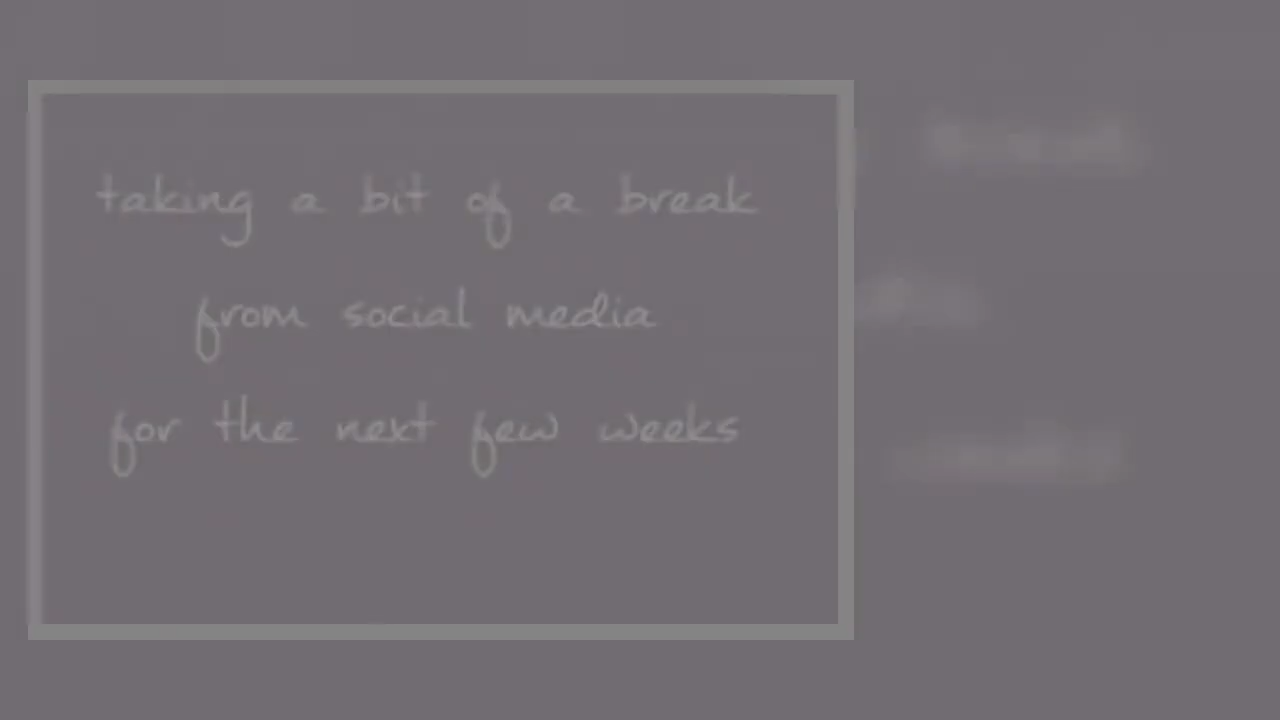 taking a bit of a break
from social media
for the next few weeks